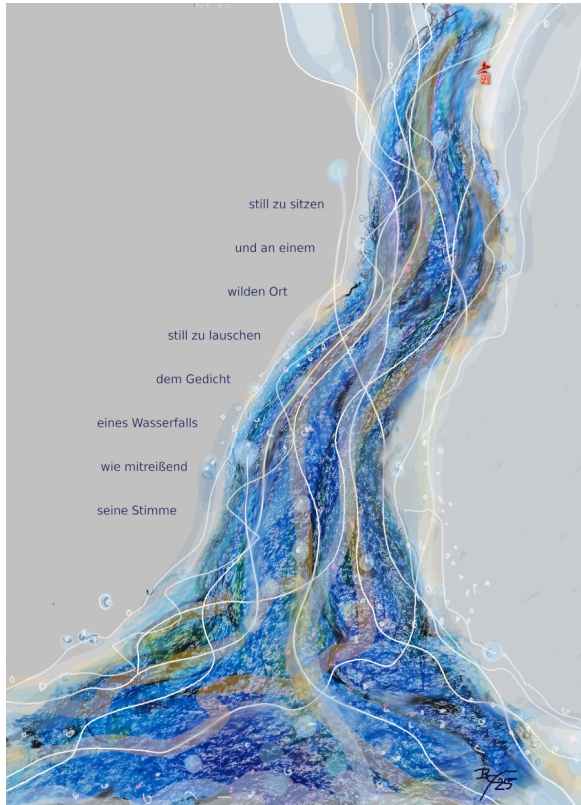 still zu sitzen
und an einem
wilden Ort
still zu lauschen
dem Gedicht
eines Wasserfalls
wie mitreißend
seine Stimme